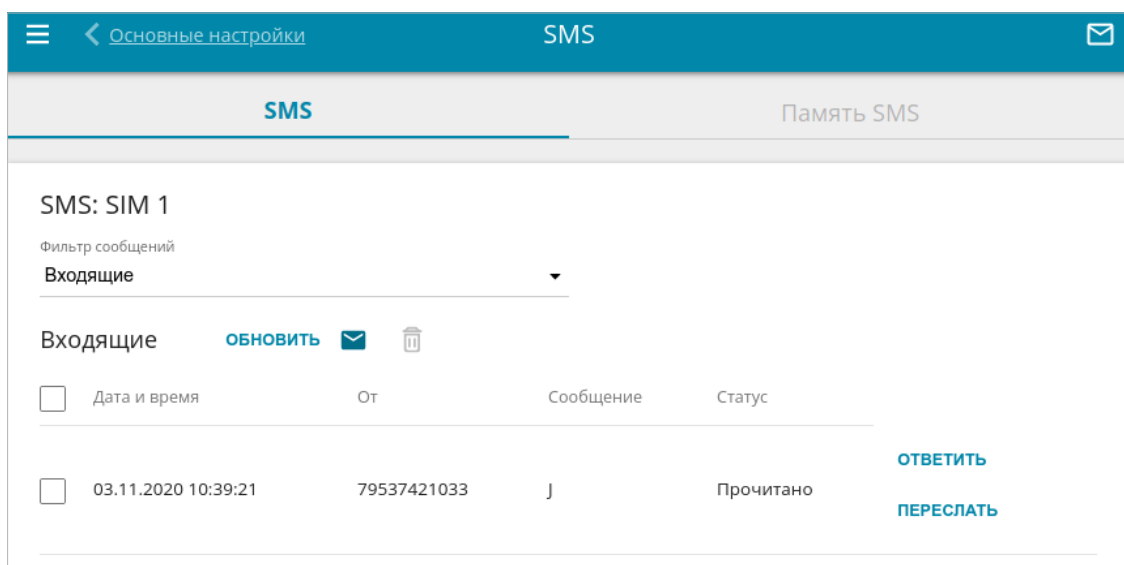 Основные настройки SMS
SMS Память SMS
SMS: SIM 1
Фильтр сообщений
Входящие
Входящие ОБНОВИТЬ
Дата и время От Сообщение Статус
03.11.2020 10:39:21 79537421033 J Прочитано
ОТВЕТИТЬ
ПЕРЕСЛАТЬ